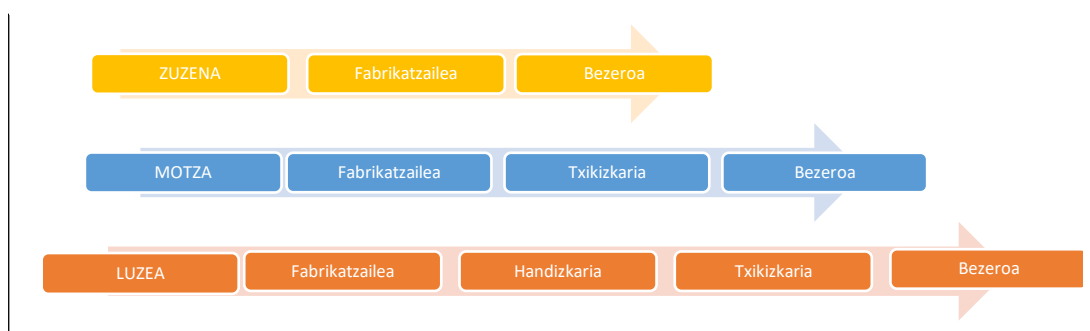 ZUZENA Fabrikatzailea Bezeroa
MOTZA Fabrikatzailea Txikizkaria Bezeroa
LUZEA Fabrikatzailea Handizkaria Txikizkaria Bezeroa